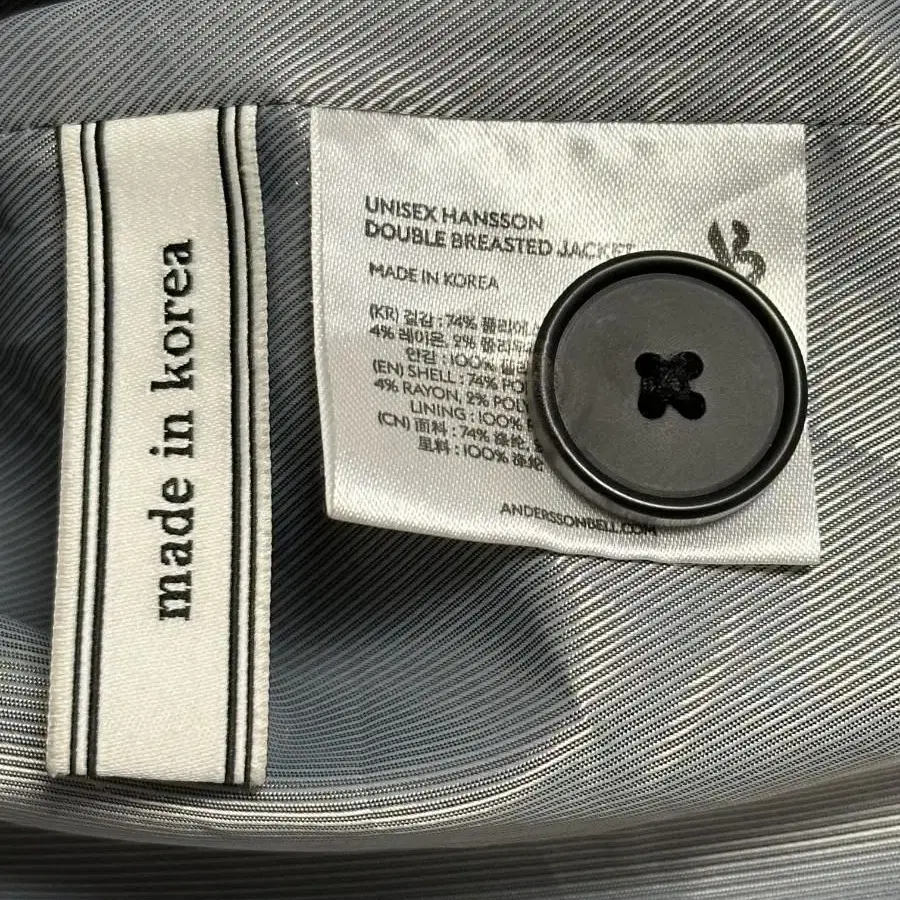 made in korea
UNISEX HANSSON
DOUBLE BREASTED JACKET
MADE IN KOREA
(KR) 겉감 : 74% 폴리에
4% 레이온, 2% 폴리우
안감 : 100% 폴리
(EN) SHELL : 74% PO
4% RAYON, 2% POLY
LINING : 100% P
(CN) 面料 : 74% 涤纶,
里料 : 100% 涤纶
ANDERSSONBELL.COM